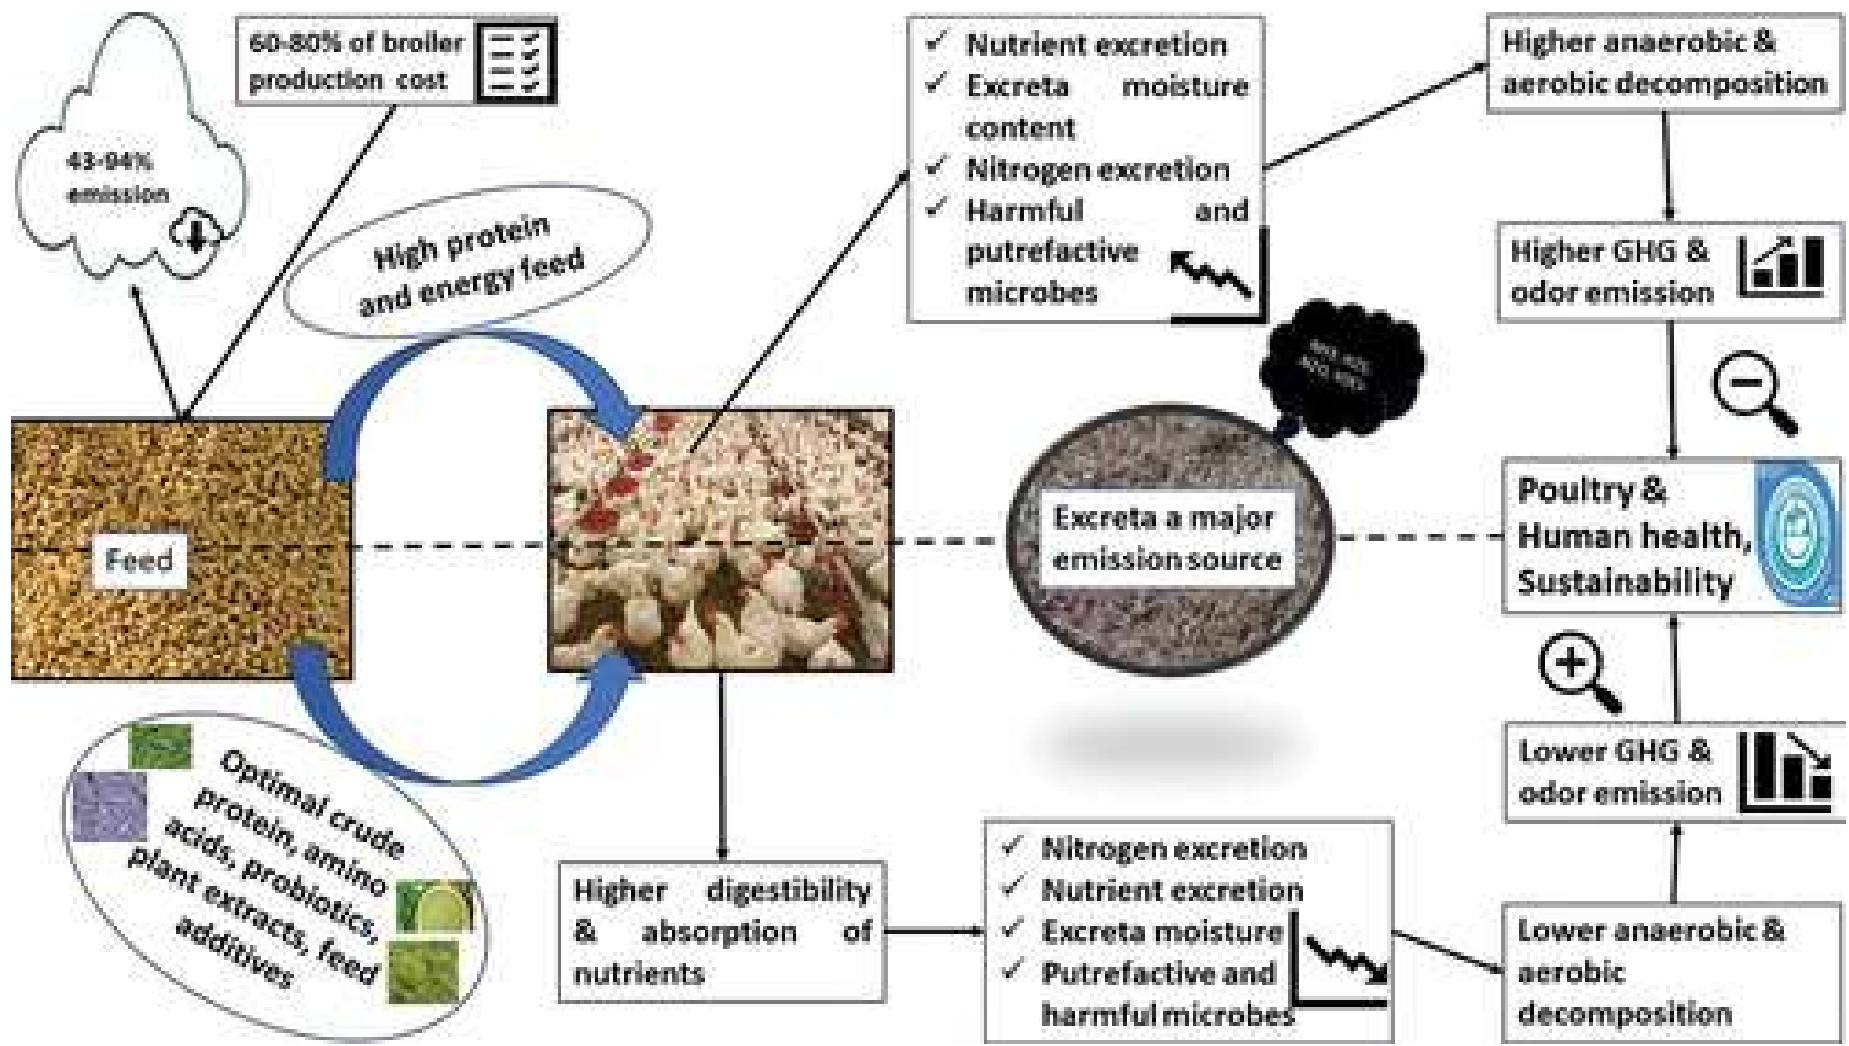 60-80% of broiler
production cost
43-94%
emission
High protein
and energy feed
Nutrient excretion
Excreta moisture
content
Nitrogen excretion
Harmful and
putrefactive
microbes
Higher anaerobic &
aerobic decomposition
Higher GHG &
odor emission
Feed
Excreta a major
emission source
Poultry &
Human health,
Sustainability
Optimal crude
protein, amino
acids, probiotics,
plant extracts, feed
additives
Higher digestibility
& absorption of
nutrients
Nitrogen excretion
Nutrient excretion
Excreta moisture
Putrefactive and
harmful microbes
Lower anaerobic &
aerobic
decomposition
Lower GHG &
odor emission